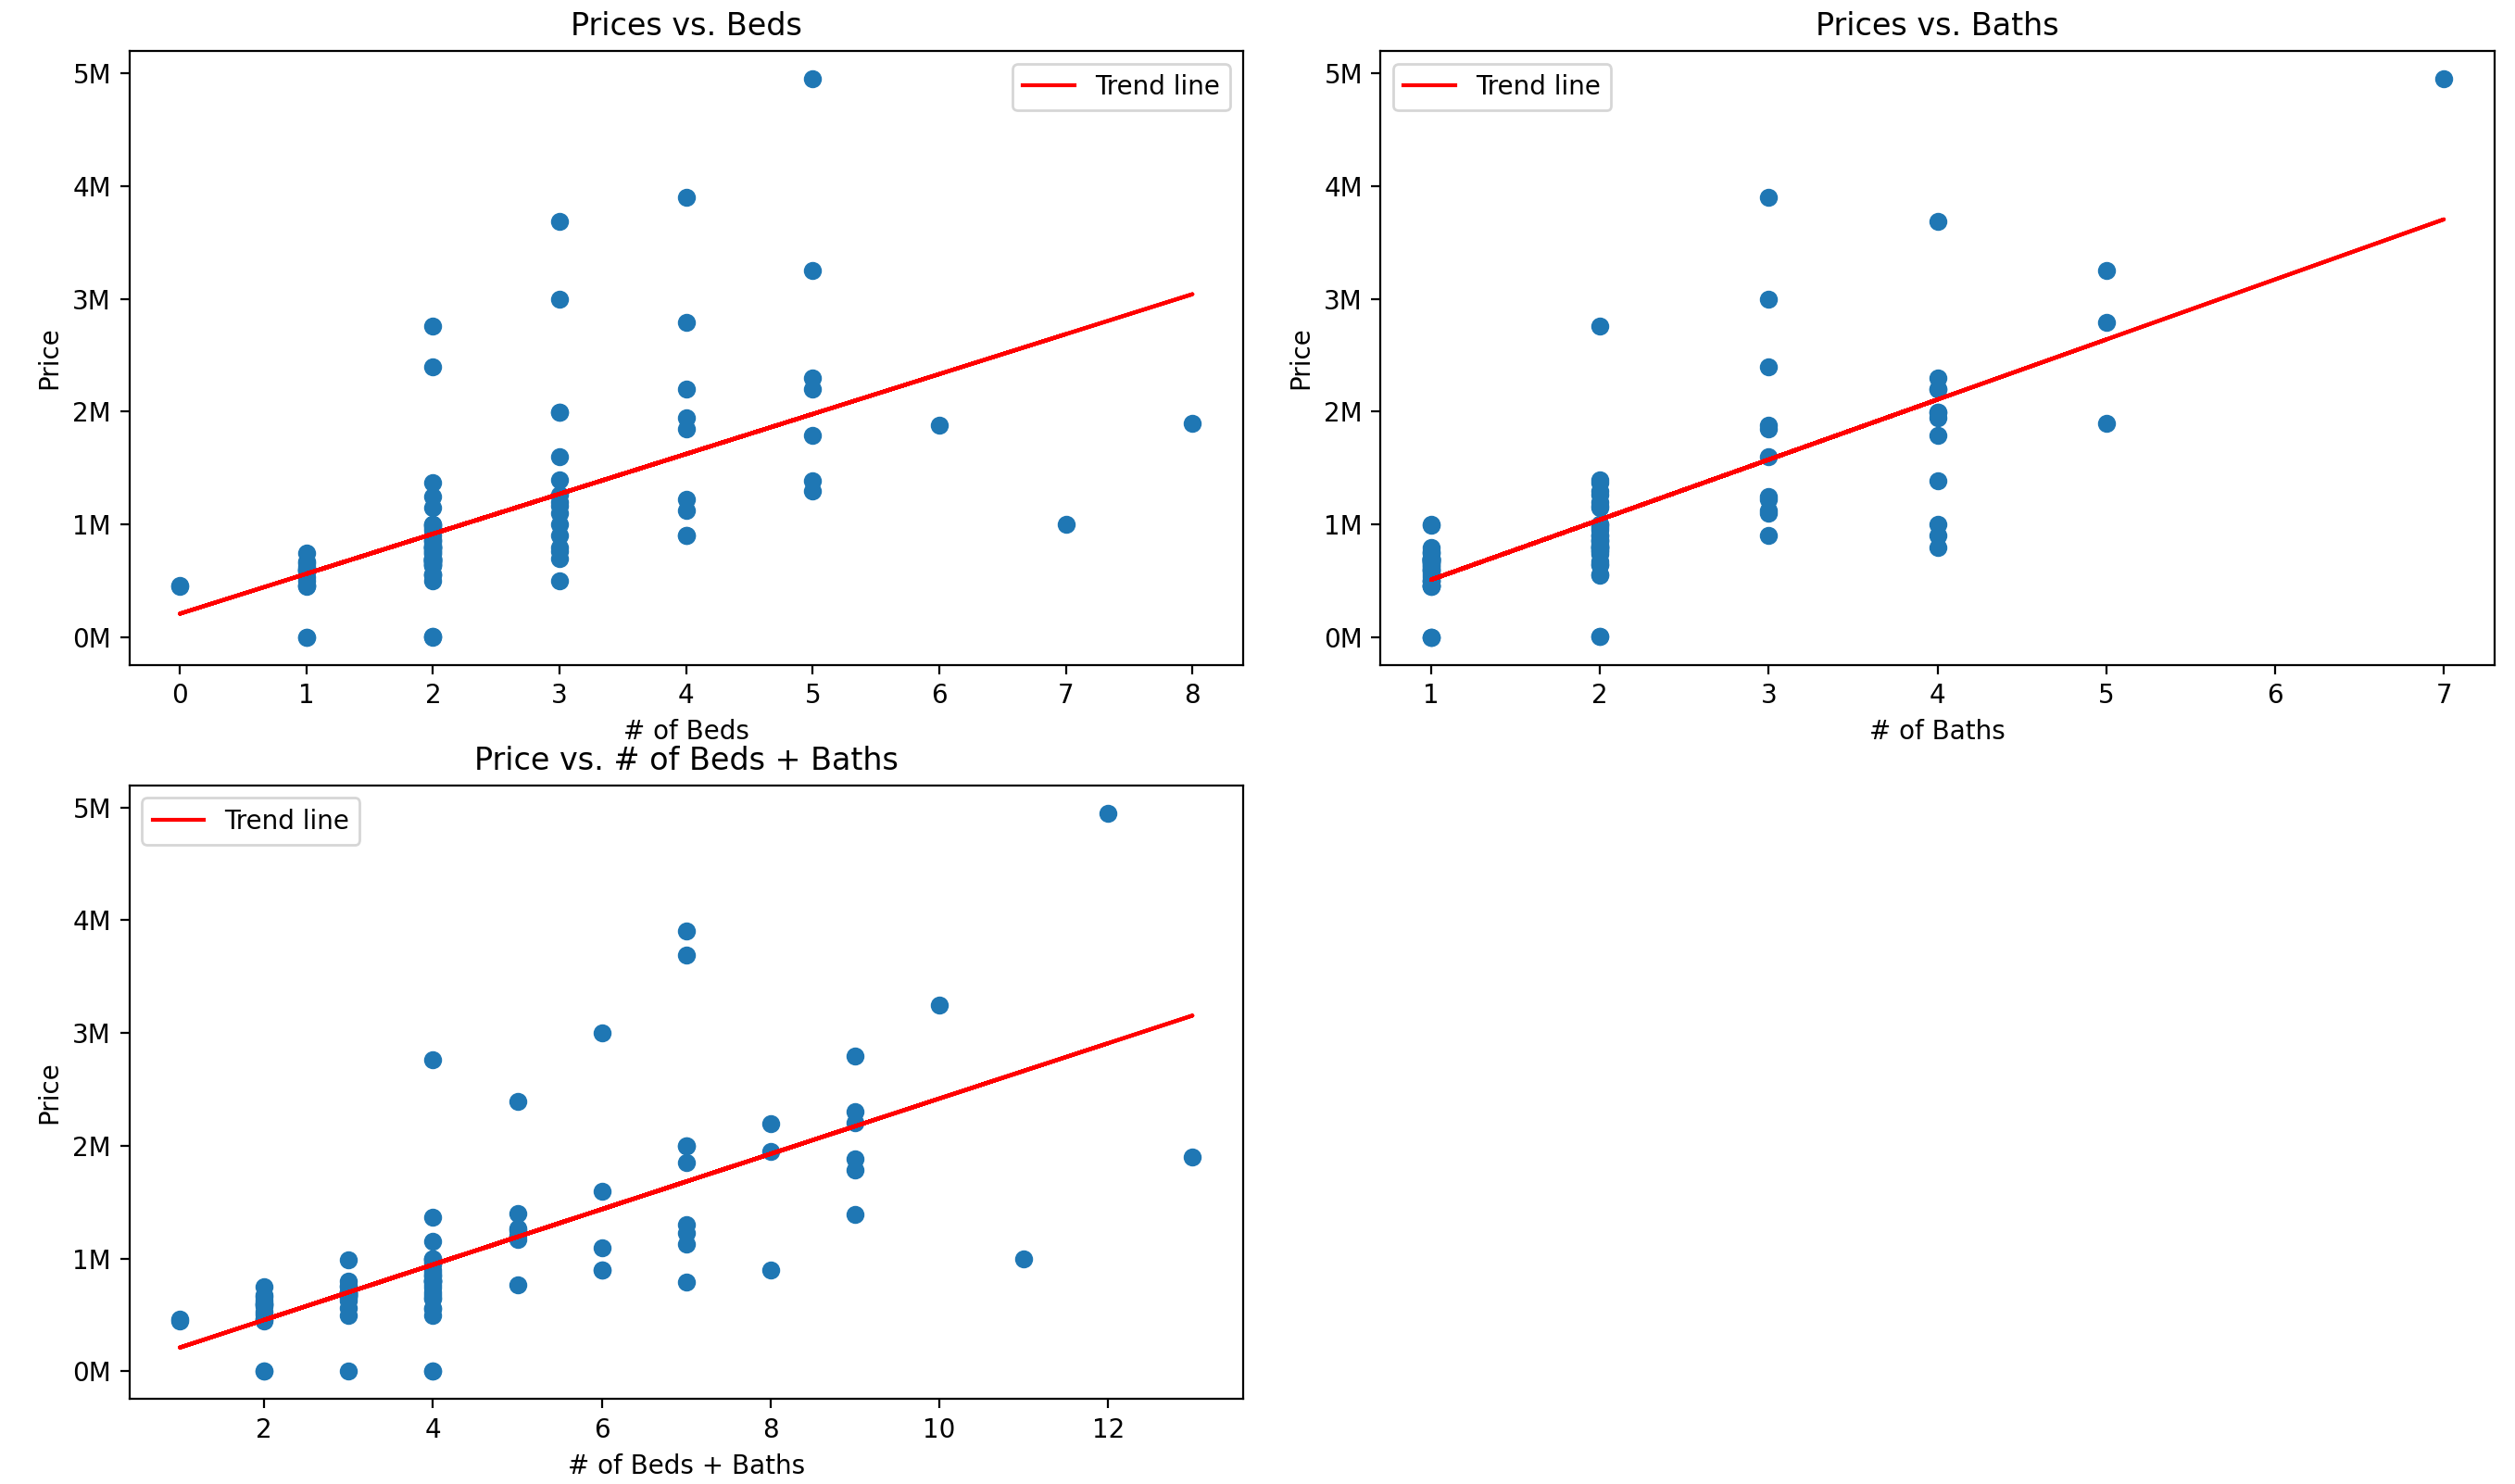 Prices vs. Beds
Trend line
5M
4M
3M
2M
1M
0M
Price
0 1 2 3 4 5 6 7 8
# of Beds
Prices vs. Baths
Trend line
5M
4M
3M
2M
1M
0M
Price
1 2 3 4 5 6 7
# of Baths
Price vs. # of Beds + Baths
Trend line
5M
4M
3M
2M
1M
0M
Price
2 4 6 8 10 12
# of Beds + Baths